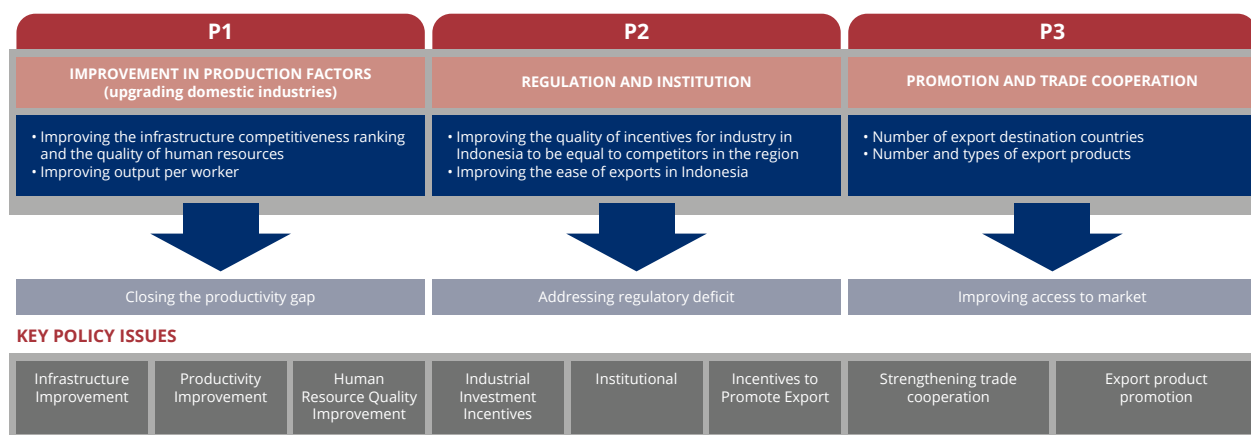 P1
IMPROVEMENT IN PRODUCTION FACTORS
(upgrading domestic industries)
• Improving the infrastructure competitiveness ranking
and the quality of human resources
• Improving output per worker
Closing the productivity gap
P2
REGULATION AND INSTITUTION
• Improving the quality of incentives for industry in
Indonesia to be equal to competitors in the region
• Improving the ease of exports in Indonesia
Addressing regulatory deficit
P3
PROMOTION AND TRADE COOPERATION
• Number of export destination countries
• Number and types of export products
Improving access to market
KEY POLICY ISSUES
Infrastructure
Improvement
Productivity
Improvement
Human
Resource Quality
Improvement
Industrial
Investment
Incentives
Institutional
Incentives to
Promote Export
Strengthening trade
cooperation
Export product
promotion